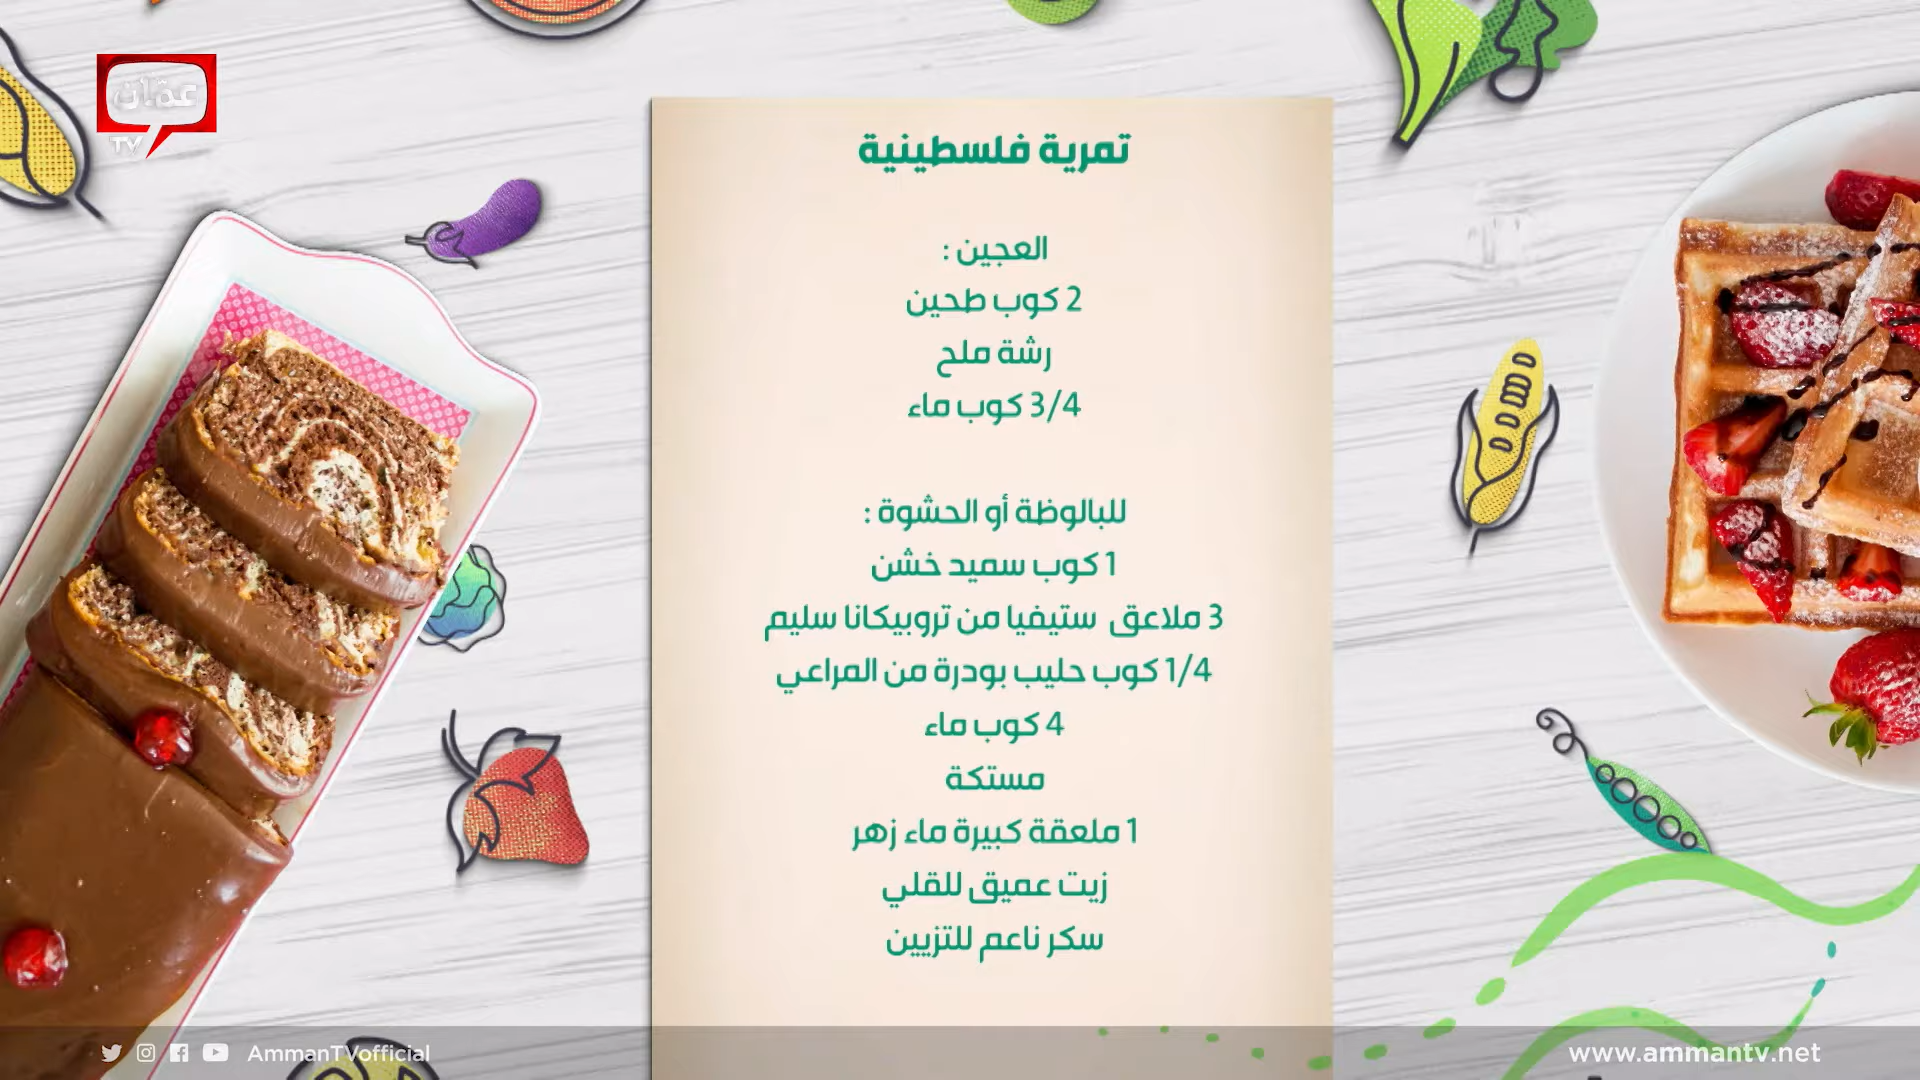 عمّان
TV
تمرية فلسطينية
العجين :
2 كوب طحين
رشة ملح
3/4 كوب ماء
للبالوظة أو الحشوة :
1 كوب سميد خشن
3 ملاعق ستيفيا من تروبيكانا سليم
1/4 كوب حليب بودرة من المراعي
4 كوب ماء
مستكة
1 ملعقة كبيرة ماء زهر
زيت عميق للقلي
سكر ناعم للتزيين
AmmanTVofficial
www.ammantv.net